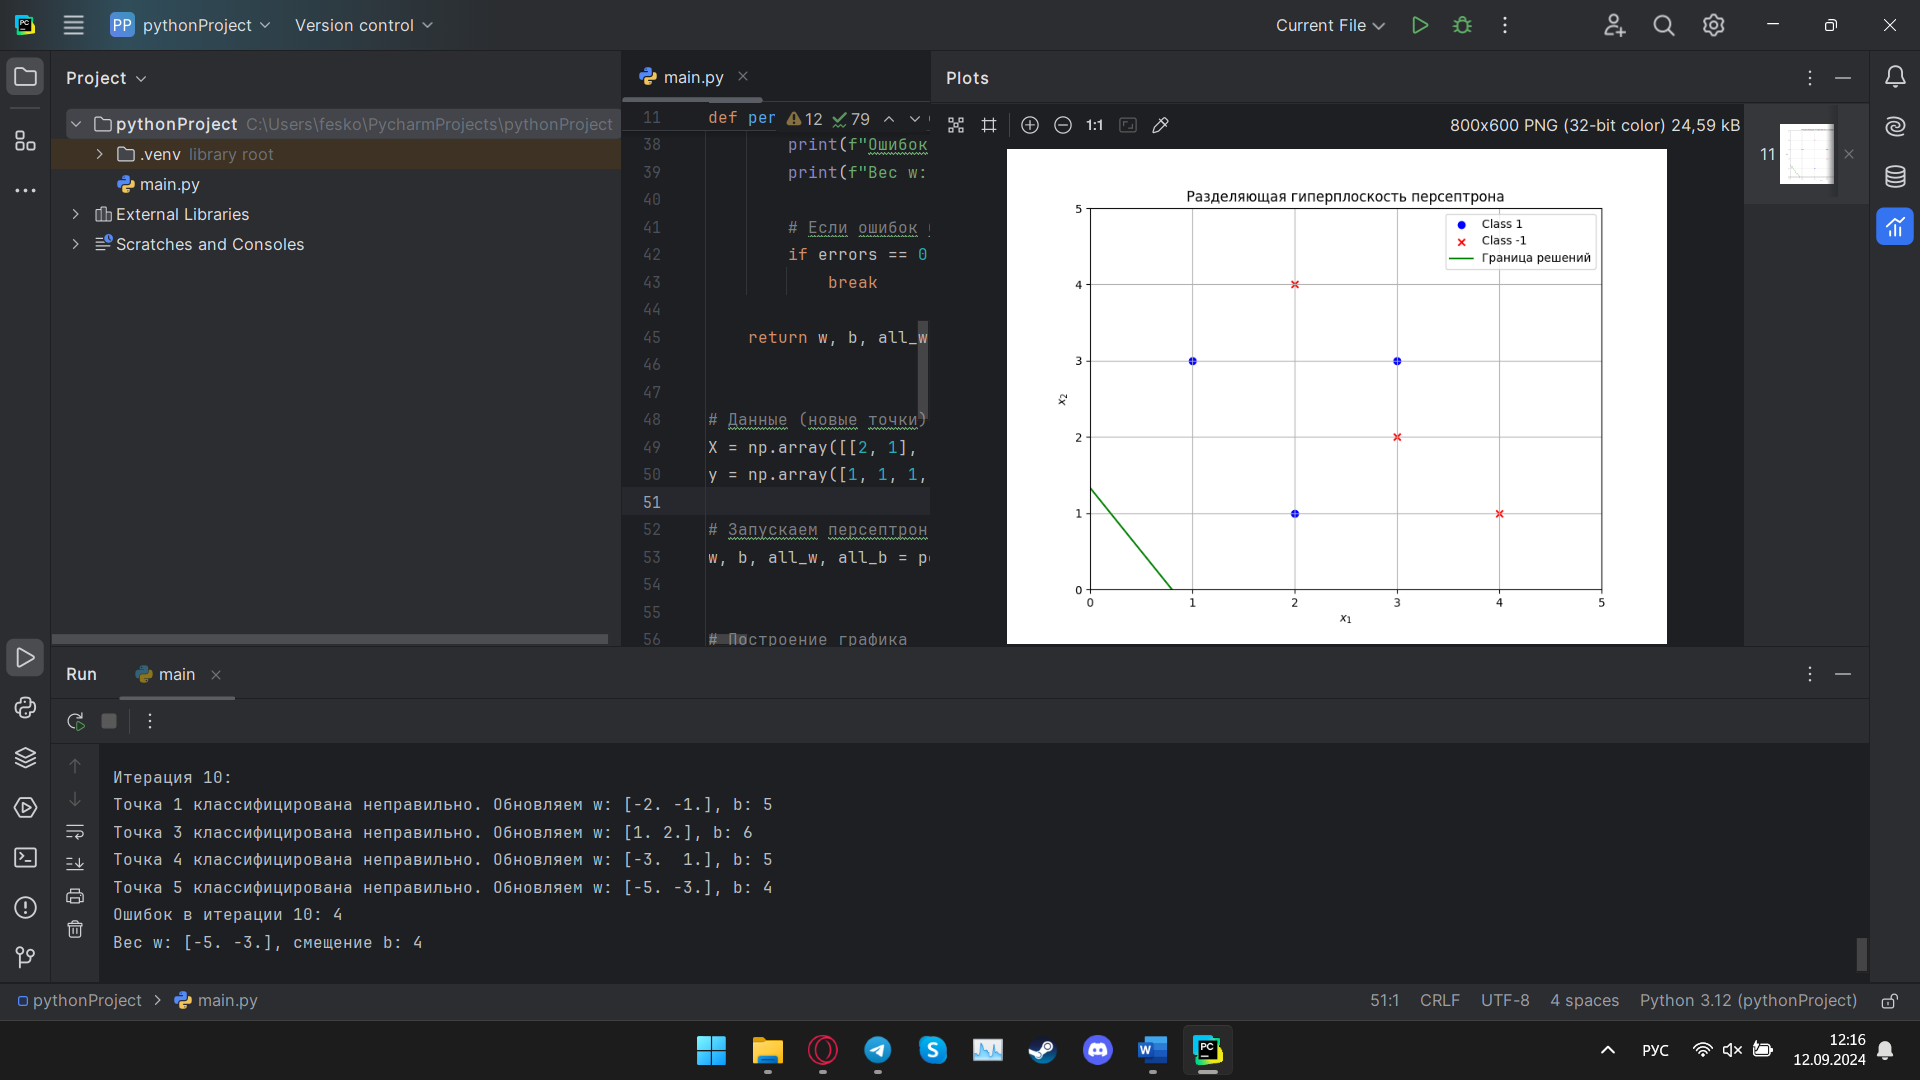 PP pythonProject Version control Current File
Project
pythonProject C:\Users\fesko\PycharmProjects\pythonProject
.venv library root
main.py
External Libraries
Scratches and Consoles
main.py
12 79
11 def per
38 print(f"Ошибок
39 print(f"Вес w:
40
41 # Если ошибок
42 if errors == 0
43 break
44
45 return w, b, all_w
46
47
48 # Данные (новые точки)
49 X = np.array([[2, 1],
50 y = np.array([1, 1, 1,
51
52 # Запускаем персептрон
53 w, b, all_w, all_b = pe
54
55
56 # Построение графика
Plots
1:1 800x600 PNG (32-bit color) 24,59 kB
11
Разделяющая гиперплоскость персептрона
Class 1
Class -1
Граница решений
5
4
3
2
1
0
x2
0 1 2 3 4 5
x1
Run main
Итерация 10:
Точка 1 классифицирована неправильно. Обновляем w: [-2. -1.], b: 5
Точка 3 классифицирована неправильно. Обновляем w: [1. 2.], b: 6
Точка 4 классифицирована неправильно. Обновляем w: [-3.  1.], b: 5
Точка 5 классифицирована неправильно. Обновляем w: [-5. -3.], b: 4
Ошибок в итерации 10: 4
Вес w: [-5. -3.], смещение b: 4
pythonProject > main.py 51:1 CRLF UTF-8 4 spaces Python 3.12 (pythonProject)
РУС 12:16
12.09.2024